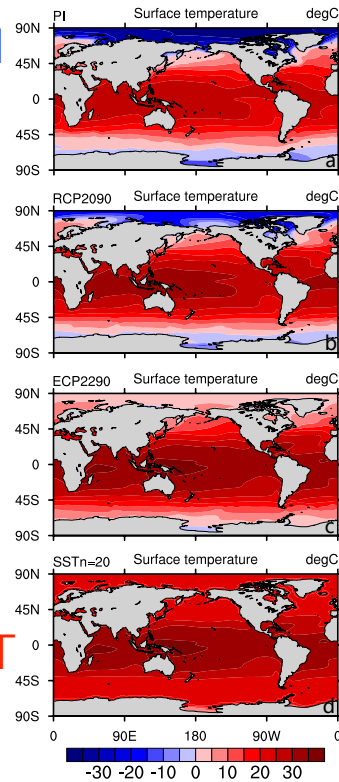 PI Surface temperature degC
90N
45N
0
45S
90S
a
RCP2090 Surface temperature degC
90N
45N
0
45S
90S
b
ECP2290 Surface temperature degC
90N
45N
0
45S
90S
c
SSTn=20 Surface temperature degC
90N
45N
0
45S
90S
d
0 90E 180 90W 0
-30 -20 -10 0 10 20 30